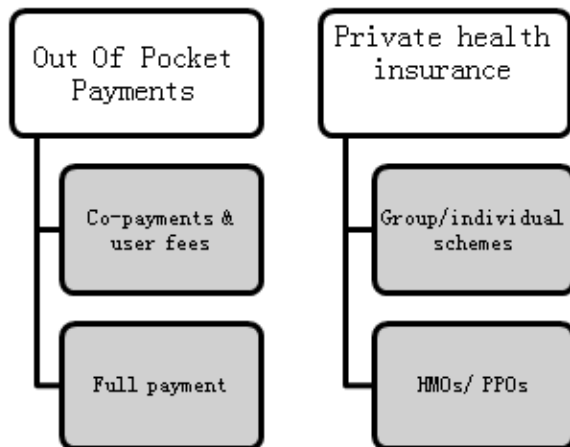 Out Of Pocket
Payments
Co-payments &
user fees
Full payment
Private health
insurance
Group/individual
schemes
HMOs/ PPOs